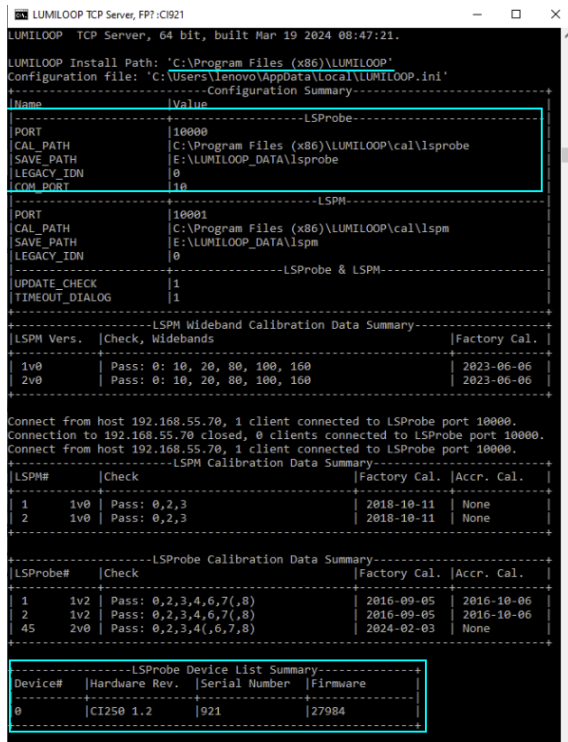 LUMILOOP TCP Server, FP? :CI921
LUMILOOP  TCP Server, 64 bit, built Mar 19 2024 08:47:21.
LUMILOOP Install Path: 'C:\Program Files (x86)\LUMILOOP'
Configuration file: 'C:\Users\lenovo\AppData\Local\LUMILOOP.ini'
Configuration Summary
|Name |Value |
LSProbe
|PORT |10000 |
|CAL_PATH |C:\Program Files (x86)\LUMILOOP\cal\lsprobe |
|SAVE_PATH |E:\LUMILOOP_DATA\lsprobe |
|LEGACY_IDN |0 |
|COM_PORT |10 |
LSPM
|PORT |10001 |
|CAL_PATH |C:\Program Files (x86)\LUMILOOP\cal\lspm |
|SAVE_PATH |E:\LUMILOOP_DATA\lspm |
|LEGACY_IDN |0 |
LSProbe & LSPM
|UPDATE_CHECK |1 |
|TIMEOUT_DIALOG |1 |
LSPM Wideband Calibration Data Summary
|LSPM Vers. |Check, Widebands |Factory Cal. |
| 1v0 | Pass: 0: 10, 20, 80, 100, 160 | 2023-06-06 |
| 2v0 | Pass: 0: 10, 20, 80, 100, 160 | 2023-06-06 |
Connect from host 192.168.55.70, 1 client connected to LSProbe port 10000.
Connection to 192.168.55.70 closed, 0 clients connected to LSProbe port 10000.
Connect from host 192.168.55.70, 1 client connected to LSProbe port 10000.
LSPM Calibration Data Summary
|LSPM# |Check |Factory Cal. |Accr. Cal. |
| 1 1v0 | Pass: 0,2,3 | 2018-10-11 | None |
| 2 1v0 | Pass: 0,2,3 | 2018-10-11 | None |
LSProbe Calibration Data Summary
|LSProbe# |Check |Factory Cal. |Accr. Cal. |
| 1 1v2 | Pass: 0,2,3,4,6,7(,8) | 2016-09-05 | 2016-10-06 |
| 2 1v2 | Pass: 0,2,3,4,6,7(,8) | 2016-09-05 | 2016-10-06 |
| 45 2v0 | Pass: 0,2,3,4(,6,7,8) | 2024-02-03 | None |
LSProbe Device List Summary
|Device# |Hardware Rev. |Serial Number |Firmware |
|0 |CI250 1.2 |921 |27984 |